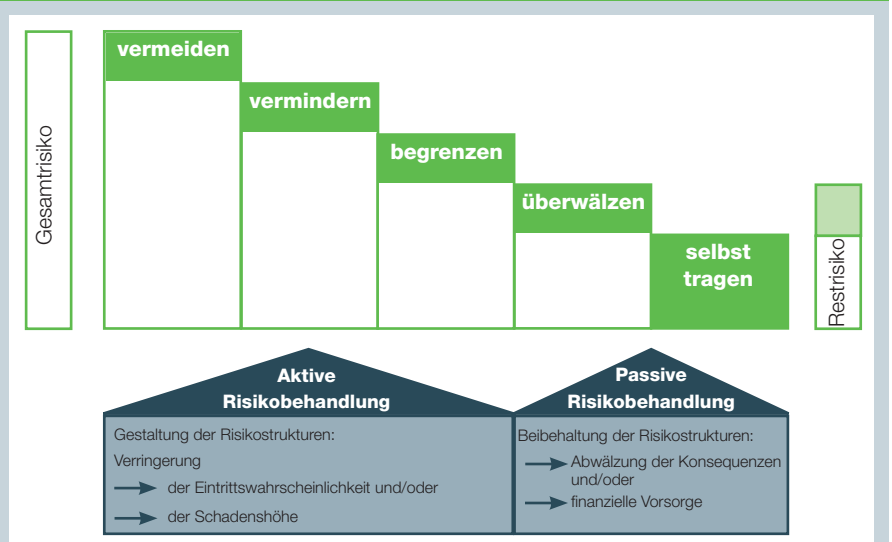 Gesamtrisiko
vermeiden
vermindern
begrenzen
überwälzen
selbst
tragen
Restrisiko
Aktive
Risikobehandlung
Gestaltung der Risikostrukturen:
Verringerung
der Eintrittswahrscheinlichkeit und/oder
der Schadenshöhe
Passive
Risikobehandlung
Beibehaltung der Risikostrukturen:
Abwälzung der Konsequenzen
und/oder
finanzielle Vorsorge